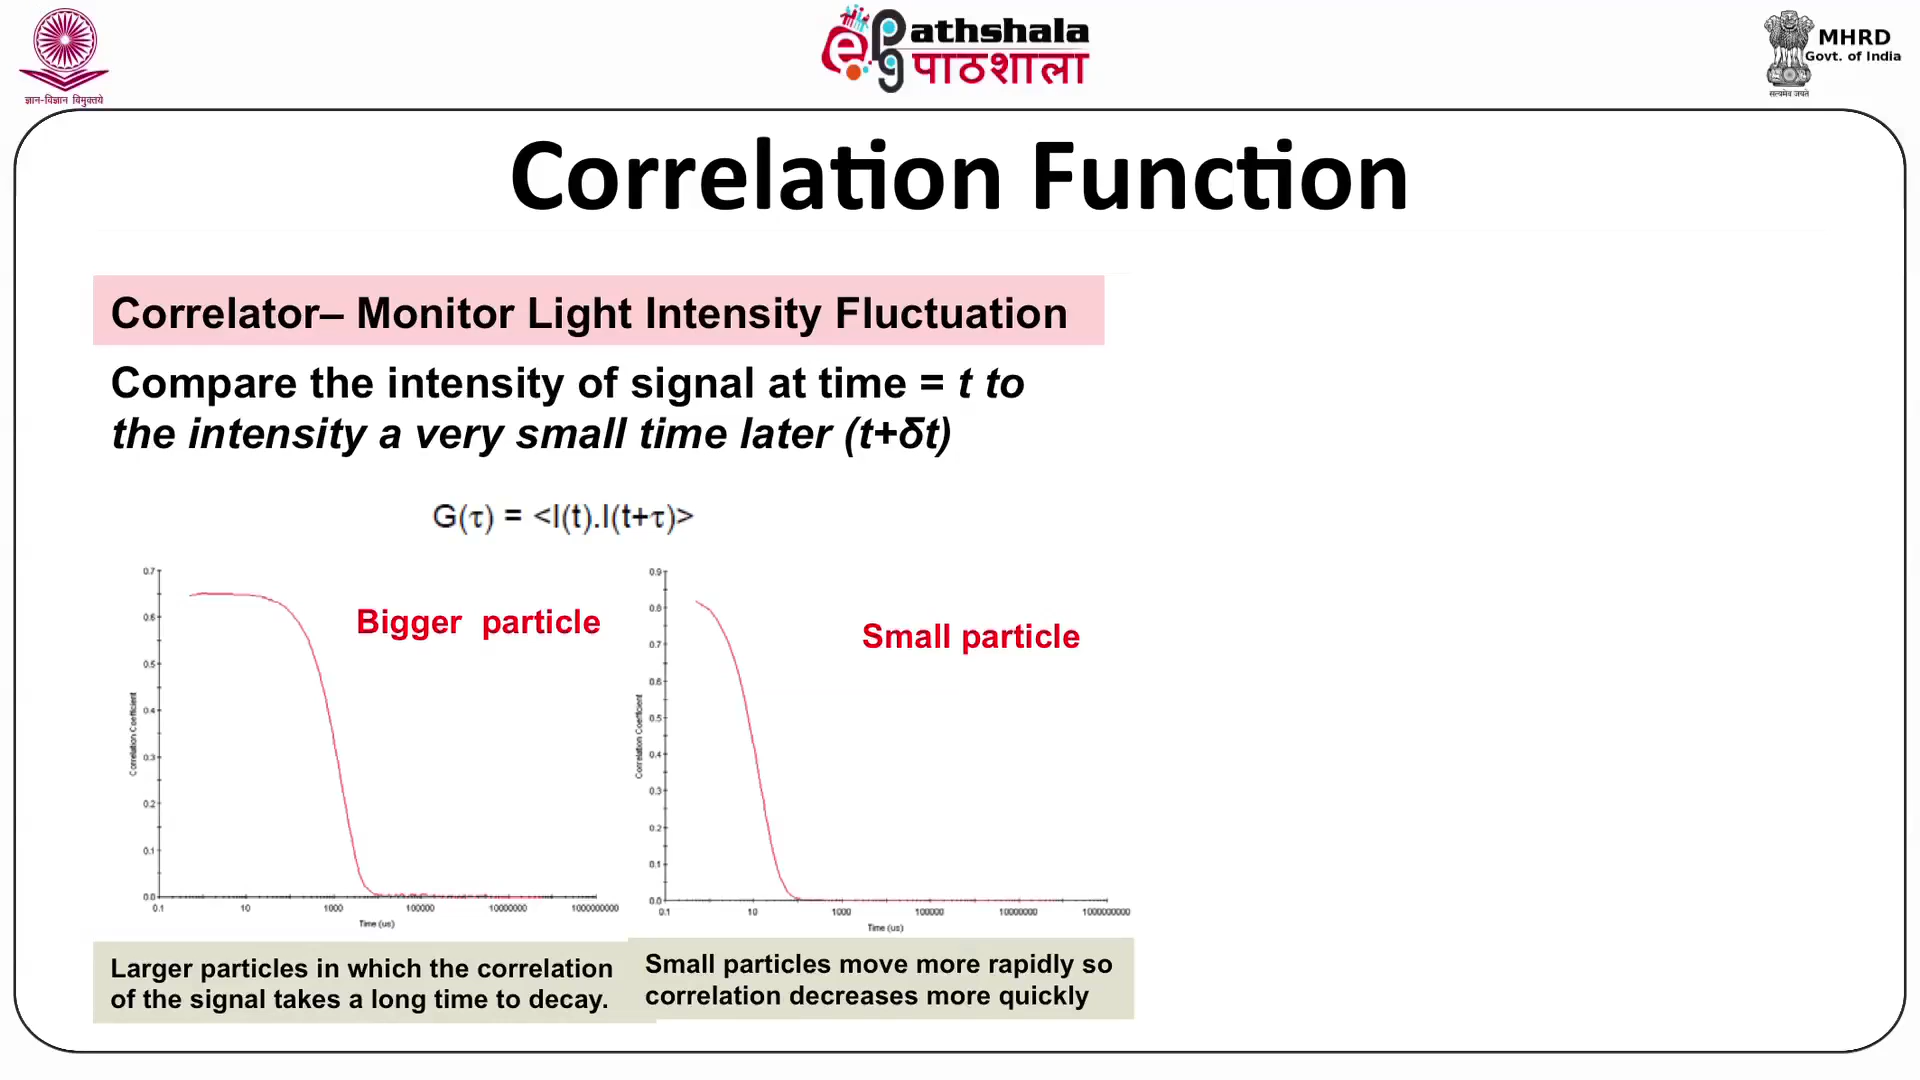 ज्ञान-विज्ञान विमुक्तये
e PG Pathshala
पाठशाला
MHRD
Govt. of India
सत्यमेव जयते
Correlation Function
Correlator– Monitor Light Intensity Fluctuation
Compare the intensity of signal at time = t to
the intensity a very small time later (t+δt)
G(τ) = <I(t).I(t+τ)>
Bigger particle
0.7
0.6
0.5
0.4
0.3
0.2
0.1
0.0
Correlation Coefficient
0.1 10 1000 100000 10000000 1000000000
Time (us)
Small particle
0.9
0.8
0.7
0.6
0.5
0.4
0.3
0.2
0.1
0.0
Correlation Coefficient
0.1 10 1000 100000 10000000 1000000000
Time (us)
Larger particles in which the correlation
of the signal takes a long time to decay.
Small particles move more rapidly so
correlation decreases more quickly